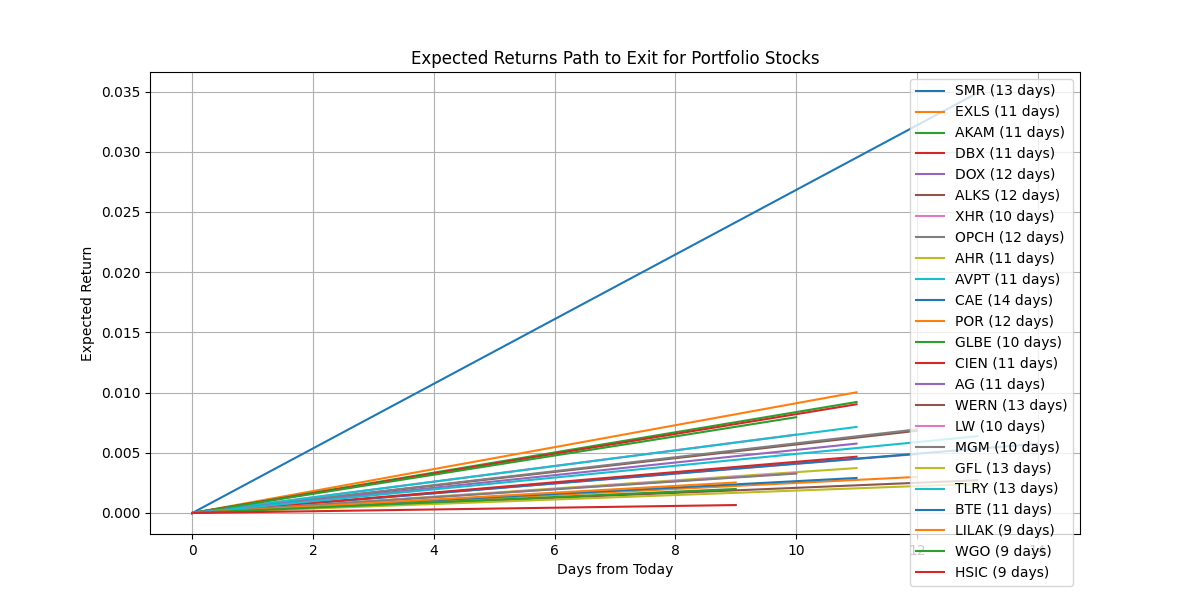 Expected Returns Path to Exit for Portfolio Stocks
Expected Return
0.035
0.030
0.025
0.020
0.015
0.010
0.005
0.000
SMR (13 days)
EXLS (11 days)
AKAM (11 days)
DBX (11 days)
DOX (12 days)
ALKS (12 days)
XHR (10 days)
OPCH (12 days)
AHR (11 days)
AVPT (11 days)
CAE (14 days)
POR (12 days)
GLBE (10 days)
CIEN (11 days)
AG (11 days)
WERN (13 days)
LW (10 days)
MGM (10 days)
GFL (13 days)
TLRY (13 days)
BTE (11 days)
LILAK (9 days)
WGO (9 days)
HSIC (9 days)
0 2 4 6 8 10 12
Days from Today